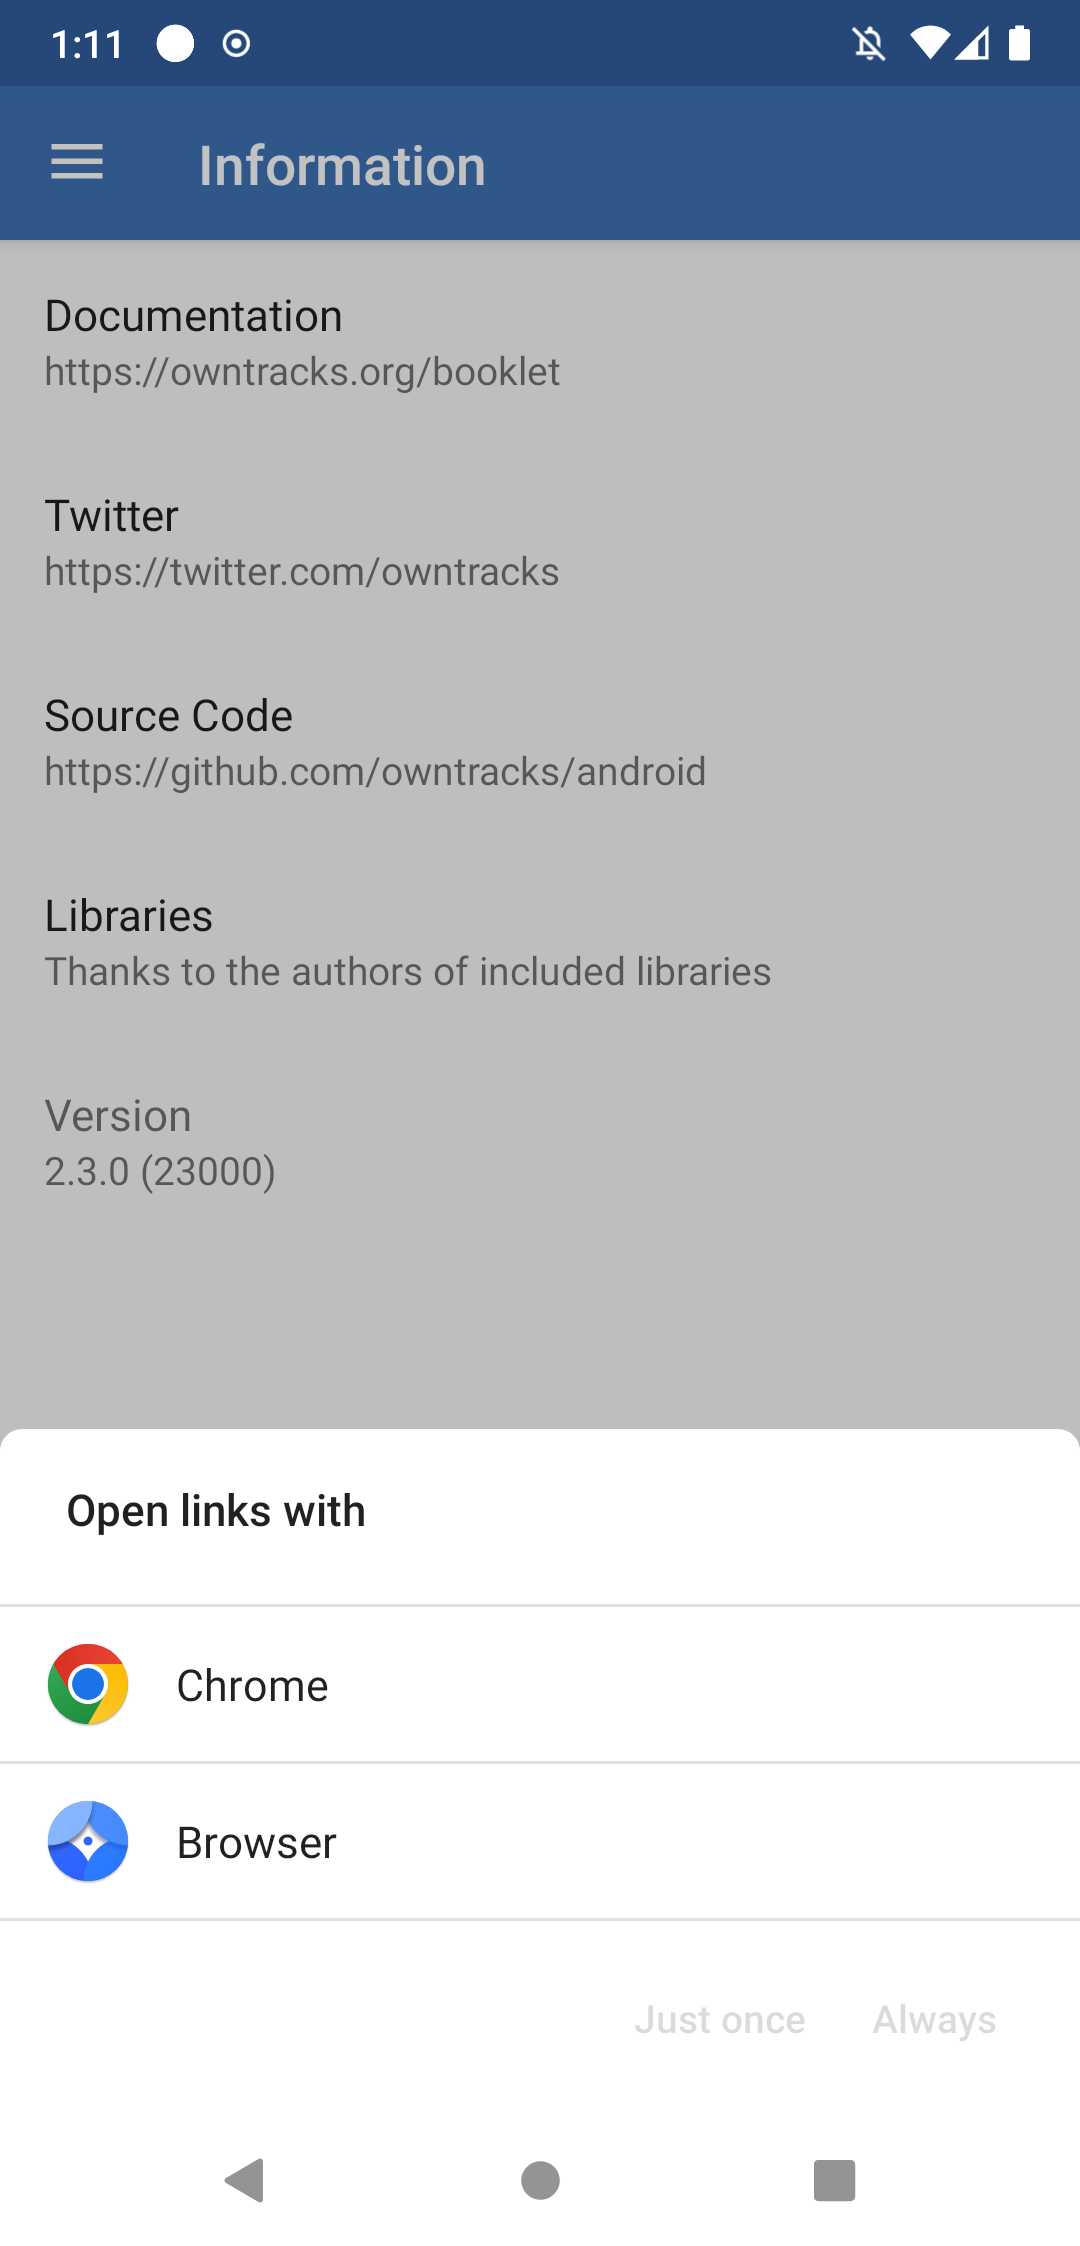 1:11
Information
Documentation
https://owntracks.org/booklet
Twitter
https://twitter.com/owntracks
Source Code
https://github.com/owntracks/android
Libraries
Thanks to the authors of included libraries
Version
2.3.0 (23000)
Open links with
Chrome
Browser
Just once Always